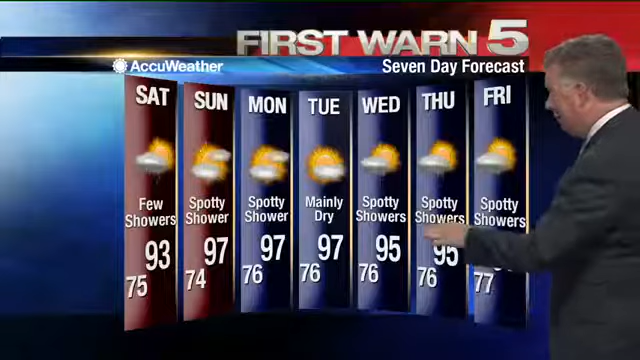 FIRST WARN 5
AccuWeather
Seven Day Forecast
SAT SUN MON TUE WED THU FRI
Few Showers
Spotty Shower
Spotty Shower
Mainly Dry
Spotty Showers
Spotty Showers
Spotty Showers
93 97 97 97 95 95
75 74 76 76 76 76 77